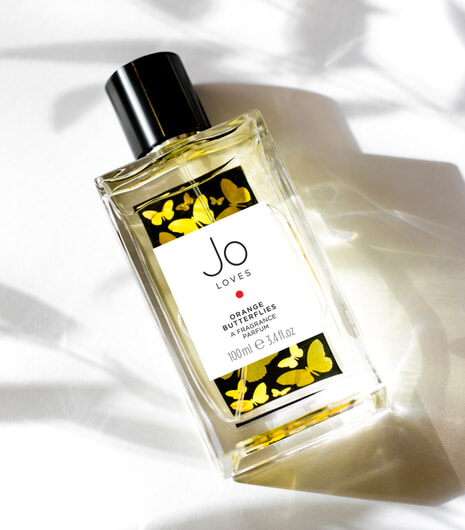 Jo
LOVES
ORANGE
BUTTERFLIES
A FRAGRANCE
PARFUM
100ml ℮ 3.4fl.oz